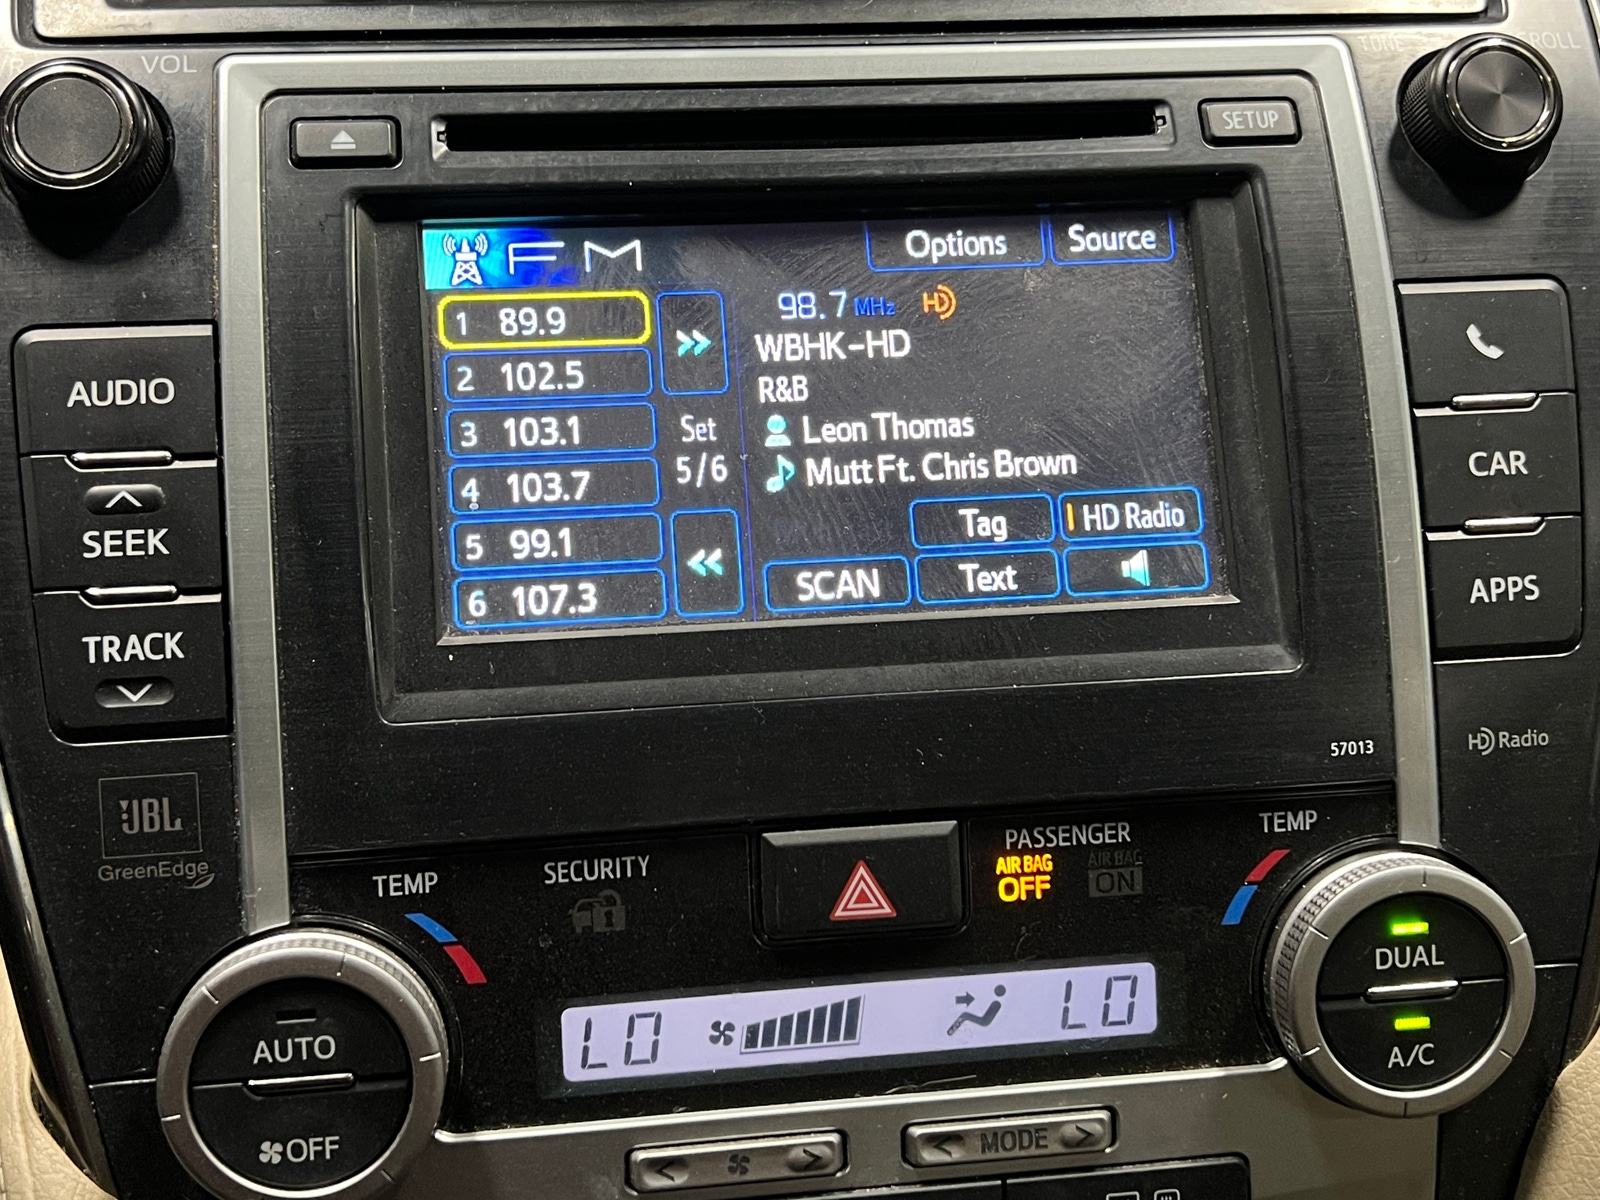 VOL
TUNE SCROLL
SETUP
FM
Options
Source
1 89.9
2 102.5
3 103.1
4 103.7
5 99.1
6 107.3
Set
5/6
98.7 MHz HD
WBHK-HD
R&B
Leon Thomas
Mutt Ft. Chris Brown
Tag
HD Radio
SCAN
Text
AUDIO
SEEK
TRACK
CAR
APPS
57013
HD Radio
JBL
GreenEdge
TEMP
SECURITY
PASSENGER
AIR BAG
OFF
AIR BAG
ON
TEMP
AUTO
OFF
LO
LO
DUAL
A/C
MODE